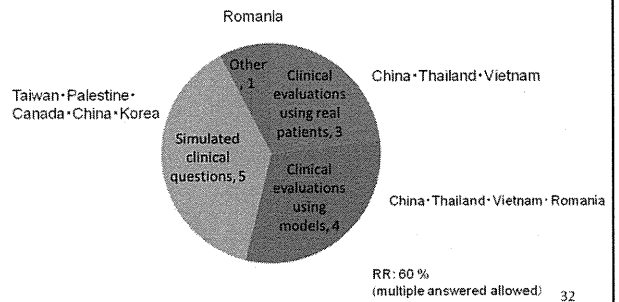 Romania
Other
, 1
Clinical
evaluations
using real
patients, 3
China・Thailand・Vietnam
Taiwan・Palestine・
Canada・China・Korea
Simulated
clinical
questions, 5
Clinical
evaluations
using
models, 4
China・Thailand・Vietnam・Romania
RR: 60 %
(multiple answered allowed)
32